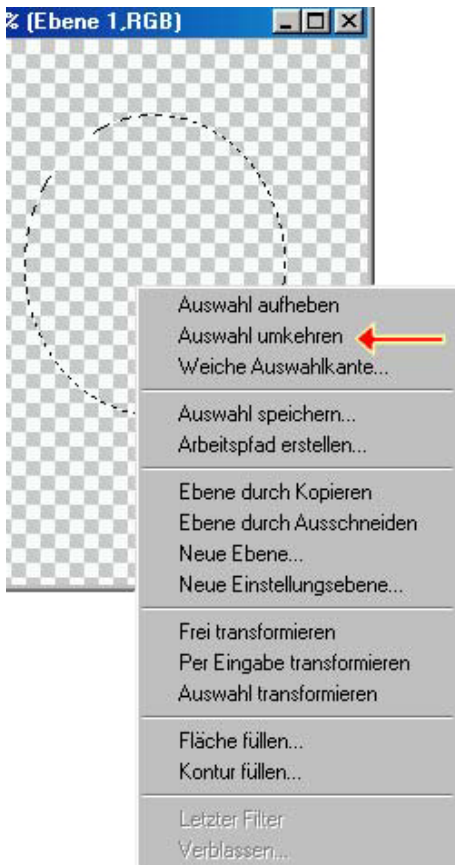 % (Ebene 1,RGB)
Auswahl aufheben
Auswahl umkehren
Weiche Auswahlkante...
Auswahl speichern...
Arbeitspfad erstellen...
Ebene durch Kopieren
Ebene durch Ausschneiden
Neue Ebene...
Neue Einstellungsebene...
Frei transformieren
Per Eingabe transformieren
Auswahl transformieren
Fläche füllen...
Kontur füllen...
Letzter Filter
Verblassen...